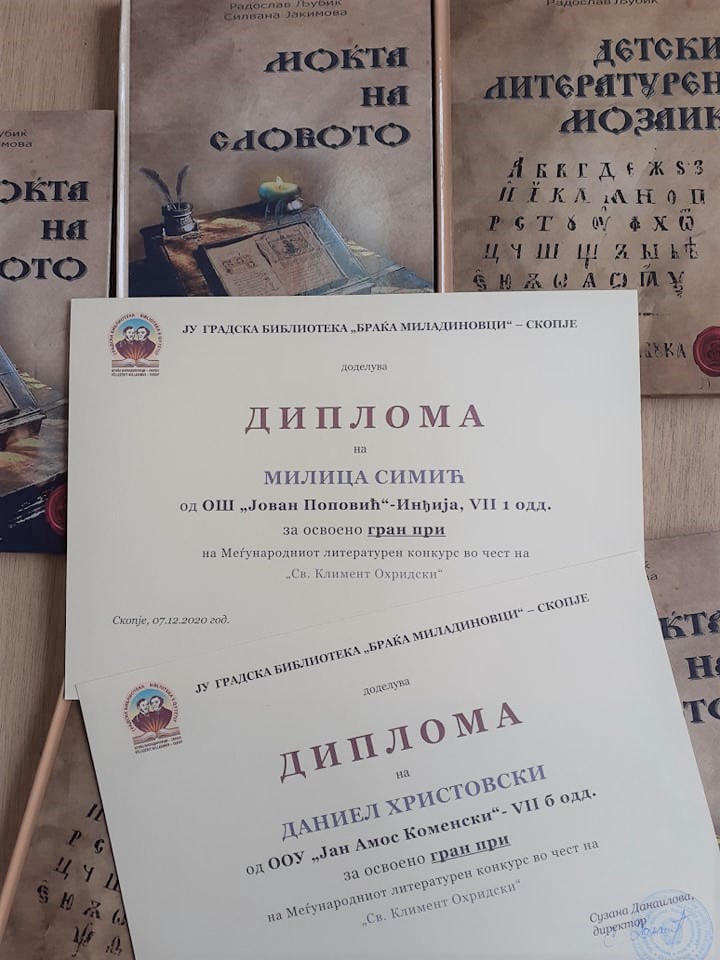 Радослав Љубиќ
Силвана Јакимова
МОЌТА
НА
СЛОВОТО
Радослав Љубиќ
ДЕТСКИ
ЛИТЕРАТУРЕН
МОЗАИК
ОЌТА
НА
ОТО
ЈУ ГРАДСКА БИБЛИОТЕКА „БРАЌА МИЛАДИНОВЦИ“ – СКОПЈЕ
доделува
ДИПЛОМА
на
МИЛИЦА СИМИЋ
од ОШ „Јован Поповић“-Инђија, VII 1 одд.
за освоено гран при
на Меѓународниот литературен конкурс во чест на
„Св. Климент Охридски“
Скопје, 07.12.2020 год.
ЈУ ГРАДСКА БИБЛИОТЕКА „БРАЌА МИЛАДИНОВЦИ“ – СКОПЈЕ
доделува
ДИПЛОМА
на
ДАНИЕЛ ХРИСТОВСКИ
од ООУ „Јан Амос Коменски“- VII б одд.
за освоено гран при
на Меѓународниот литературен конкурс во чест на
„Св. Климент Охридски“
Сузана Данаилова,
директор